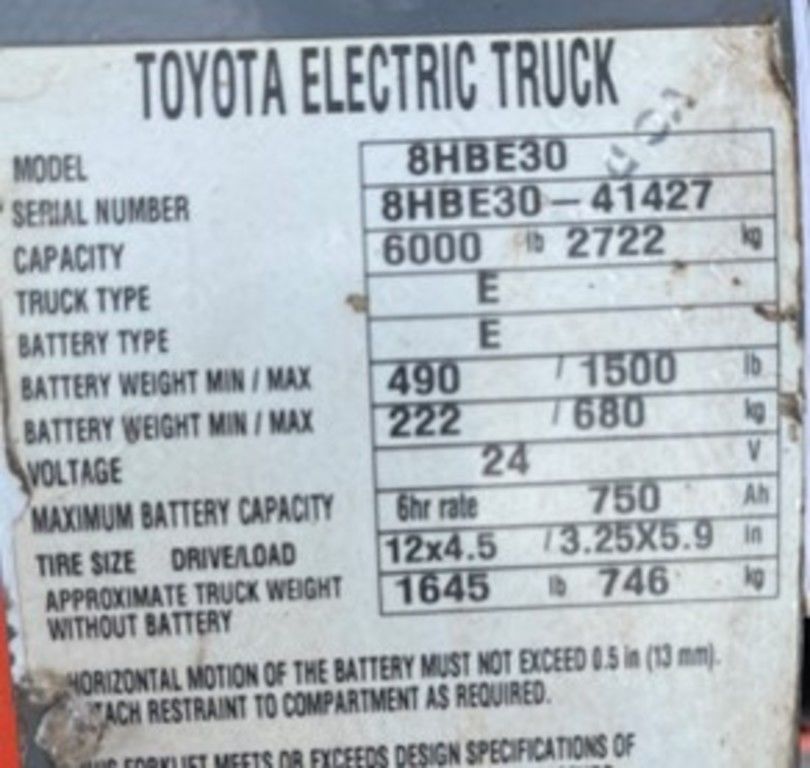 TOYOTA ELECTRIC TRUCK
MODEL 8HBE30
SERIAL NUMBER 8HBE30-41427
CAPACITY 6000 lb 2722 kg
TRUCK TYPE E
BATTERY TYPE E
BATTERY WEIGHT MIN / MAX 490 / 1500 lb
BATTERY WEIGHT MIN / MAX 222 / 680 kg
VOLTAGE 24 V
MAXIMUM BATTERY CAPACITY 6hr rate 750 Ah
TIRE SIZE DRIVE/LOAD 12x4.5 / 3.25X5.9 in
APPROXIMATE TRUCK WEIGHT 1645 lb 746 kg
WITHOUT BATTERY
HORIZONTAL MOTION OF THE BATTERY MUST NOT EXCEED 0.5 in (13 mm).
TACH RESTRAINT TO COMPARTMENT AS REQUIRED.
FORKLIFT MEETS OR EXCEEDS DESIGN SPECIFICATIONS OF